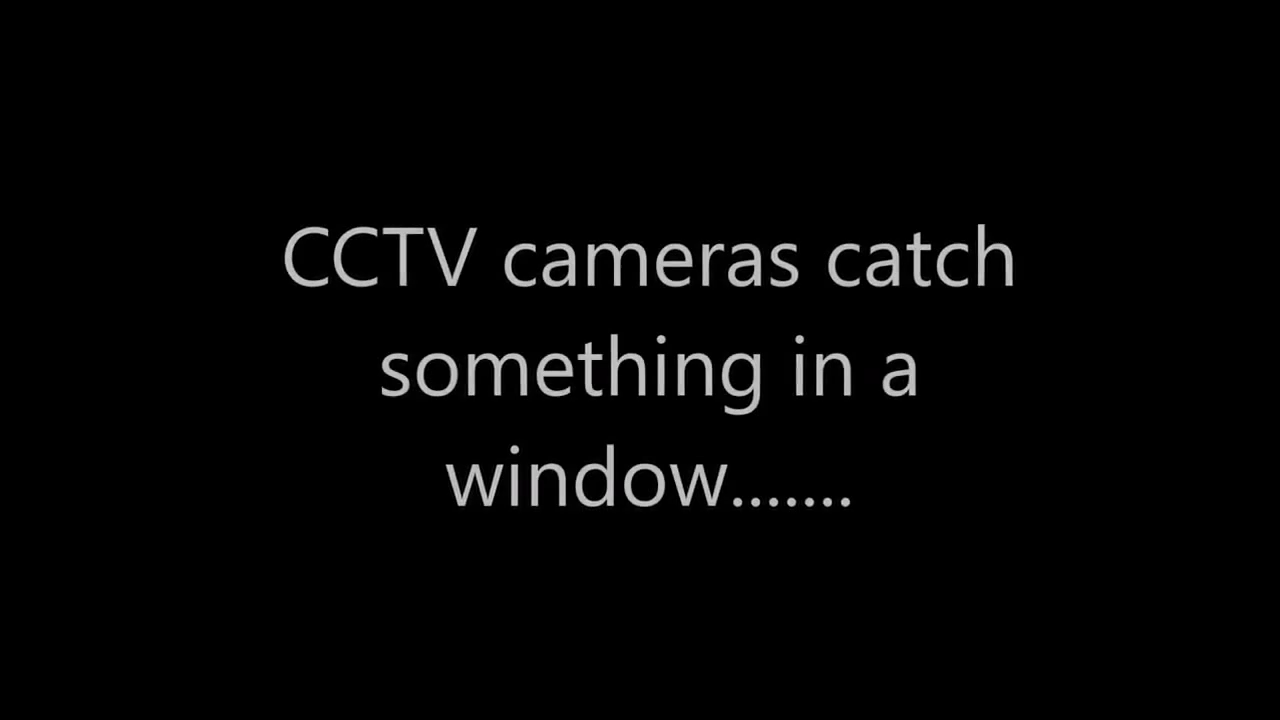 CCTV cameras catch
something in a
window.......